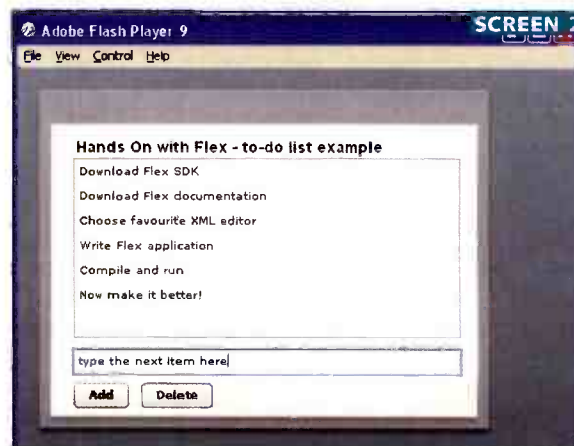 SCREEN 2
Adobe Flash Player 9
File View Control Help
Hands On with Flex - to-do list example
Download Flex SDK
Download Flex documentation
Choose favourite XML editor
Write Flex application
Compile and run
Now make it better!
type the next item here
Add Delete